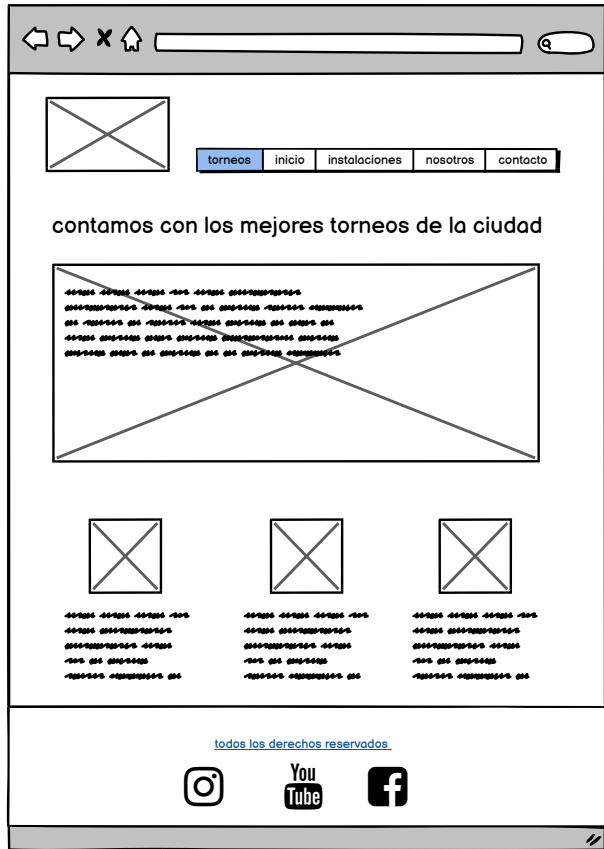 torneos inicio instalaciones nosotros contacto
contamos con los mejores torneos de la ciudad
todos los derechos reservados
You
Tube